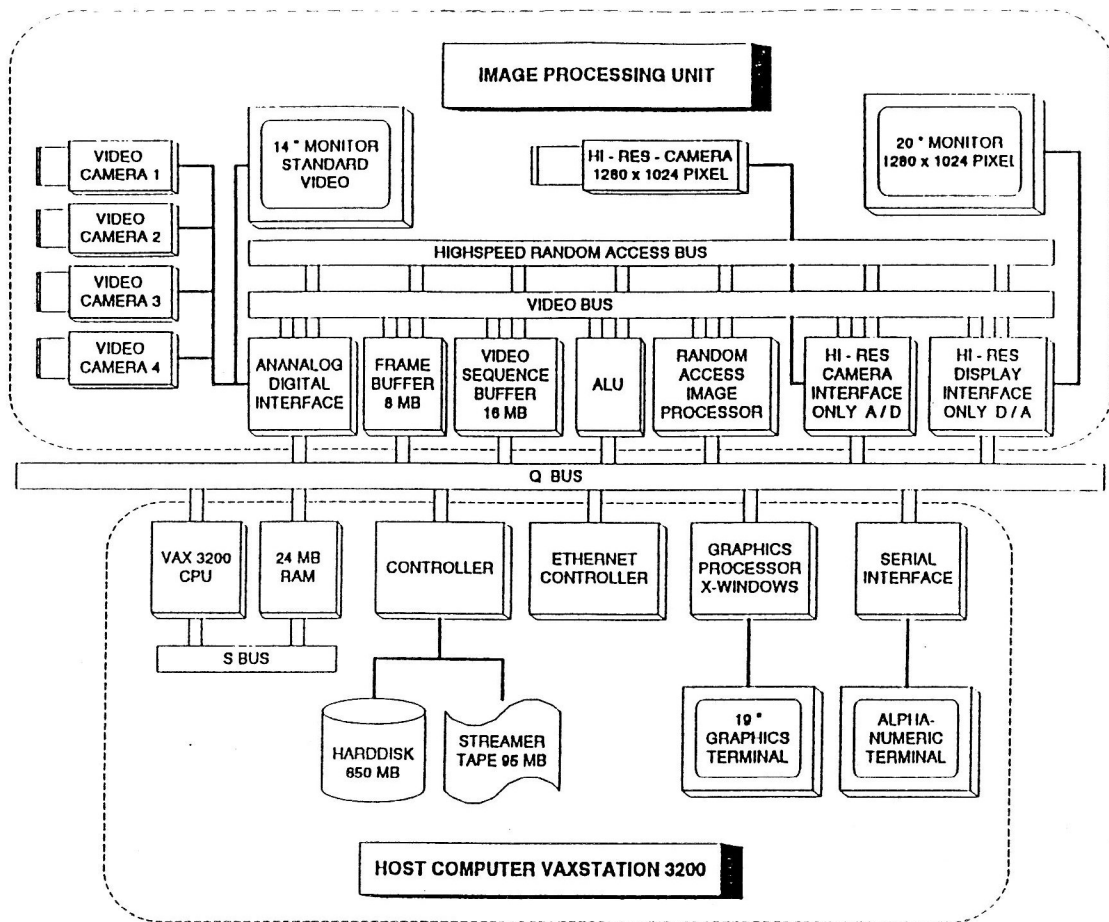 IMAGE PROCESSING UNIT
VIDEO
CAMERA 1
VIDEO
CAMERA 2
VIDEO
CAMERA 3
VIDEO
CAMERA 4
14 " MONITOR
STANDARD
VIDEO
HI - RES - CAMERA
1280 x 1024 PIXEL
20 " MONITOR
1280 x 1024 PIXEL
HIGHSPEED RANDOM ACCESS BUS
VIDEO BUS
ANANALOG
DIGITAL
INTERFACE
FRAME
BUFFER
8 MB
VIDEO
SEQUENCE
BUFFER
16 MB
ALU
RANDOM
ACCESS
IMAGE
PROCESSOR
HI - RES
CAMERA
INTERFACE
ONLY A / D
HI - RES
DISPLAY
INTERFACE
ONLY D / A
Q BUS
VAX 3200
CPU
24 MB
RAM
CONTROLLER
ETHERNET
CONTROLLER
GRAPHICS
PROCESSOR
X-WINDOWS
SERIAL
INTERFACE
S BUS
HARDDISK
650 MB
STREAMER
TAPE 95 MB
19 "
GRAPHICS
TERMINAL
ALPHA-
NUMERIC
TERMINAL
HOST COMPUTER VAXSTATION 3200